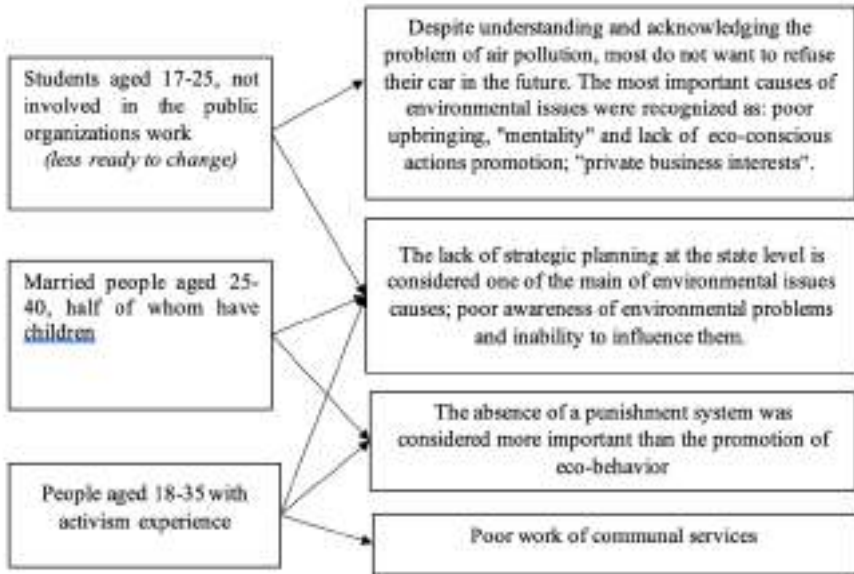 Students aged 17-25, not
involved in the public
organizations work
(less ready to change)
Married people aged 25-
40, half of whom have
children
People aged 18-35 with
activism experience
Despite understanding and acknowledging the
problem of air pollution, most do not want to refuse
their car in the future. The most important causes of
environmental issues were recognized as: poor
upbringing, "mentality" and lack of eco-conscious
actions promotion; "private business interests".
The lack of strategic planning at the state level is
considered one of the main of environmental issues
causes; poor awareness of environmental problems
and inability to influence them.
The absence of a punishment system was
considered more important than the promotion of
eco-behavior
Poor work of communal services